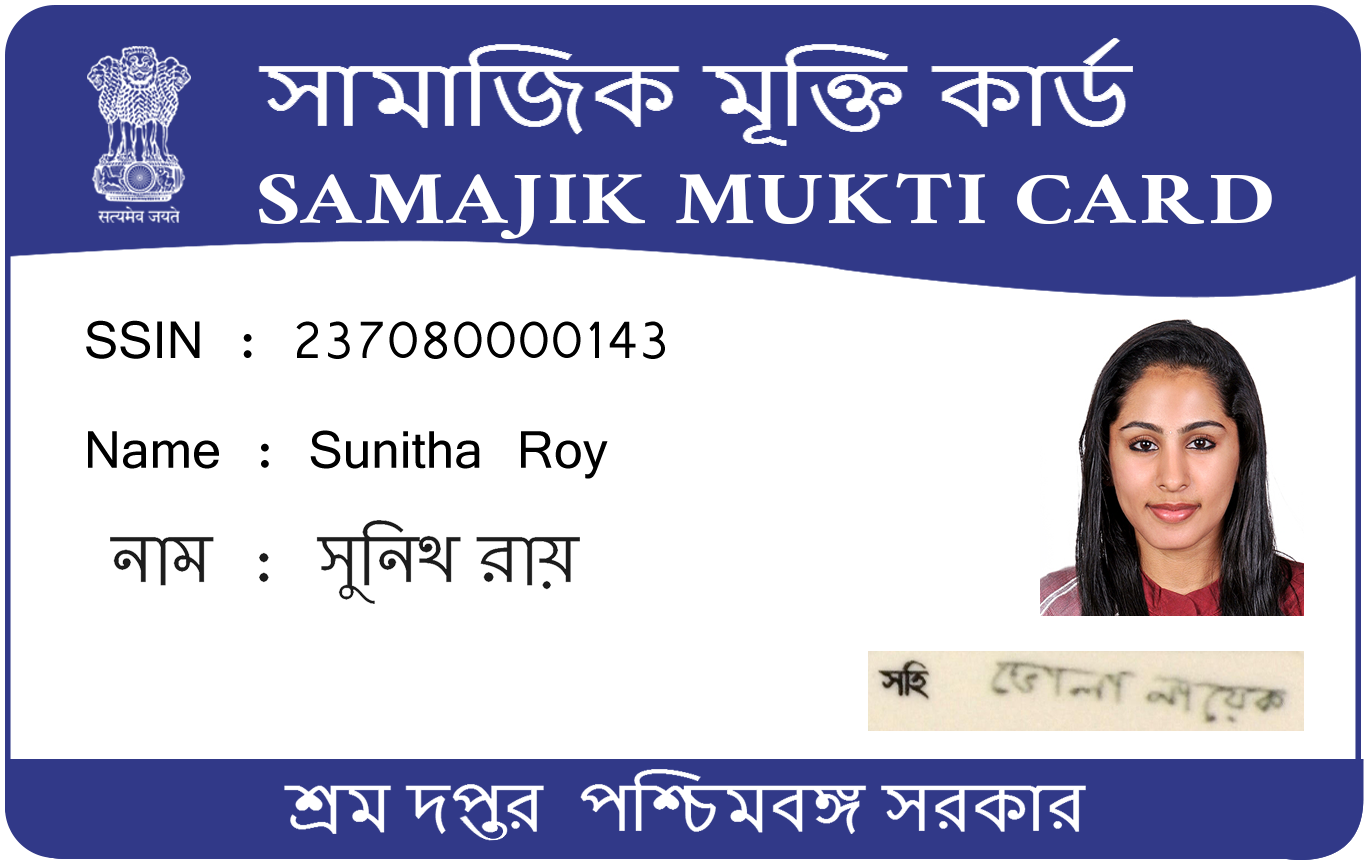 सत्यमेव जयते
সামাজিক মূক্তি কার্ড
SAMAJIK MUKTI CARD
SSIN : 237080000143
Name : Sunitha Roy
নাম : সুনিথ রায়
সহি ভোলা নায়েক
শ্রম দপ্তর পশ্চিমবঙ্গ সরকার